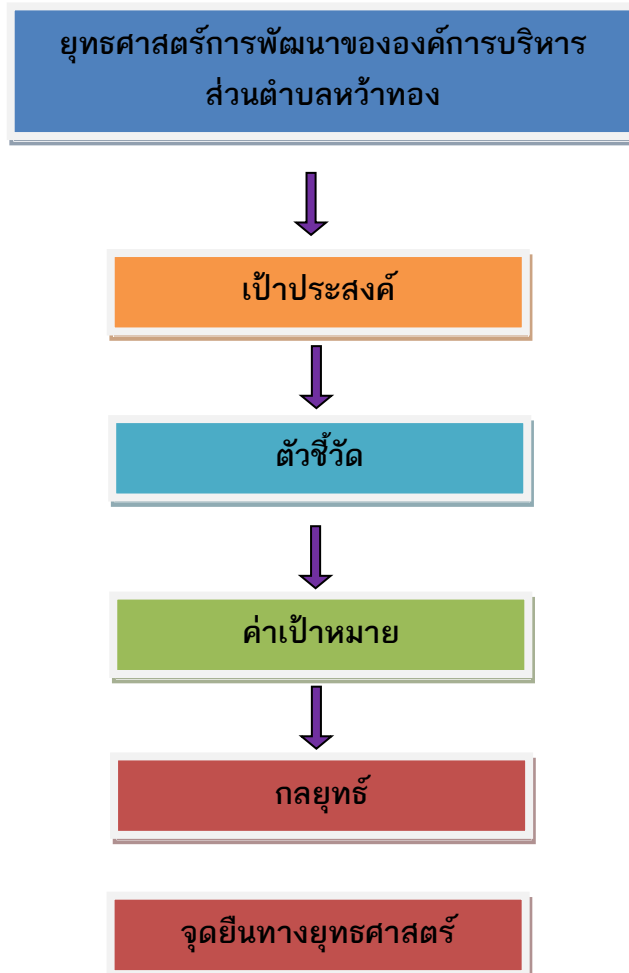 ยุทธศาสตร์การพัฒนาขององค์การบริหาร
ส่วนตำบลหว้าทอง
เป้าประสงค์
ตัวชี้วัด
ค่าเป้าหมาย
กลยุทธ์
จุดยืนทางยุทธศาสตร์